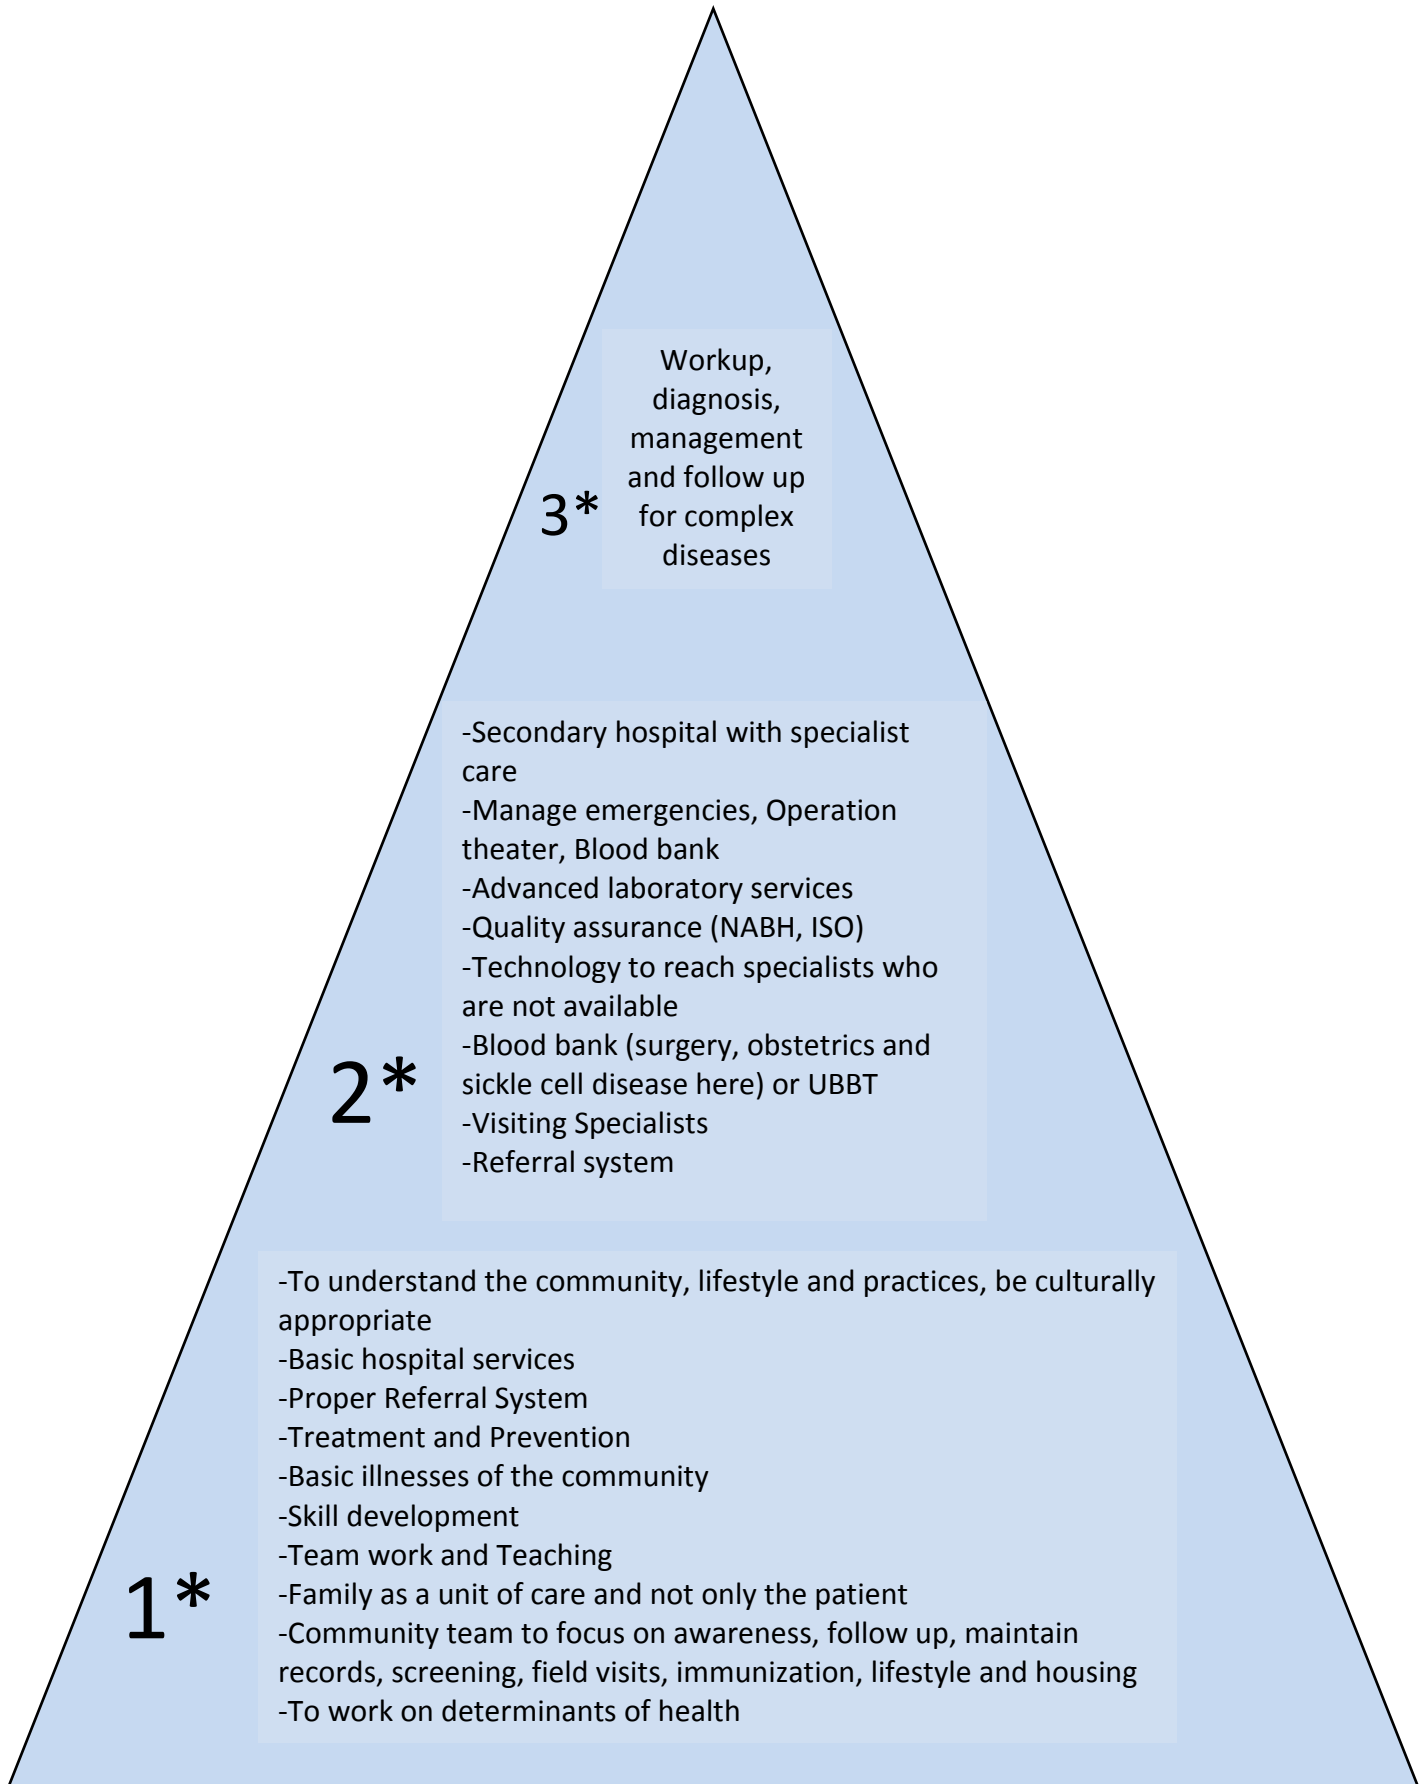 Workup,
diagnosis,
management
and follow up
for complex
diseases
3*
-Secondary hospital with specialist
care
-Manage emergencies, Operation
theater, Blood bank
-Advanced laboratory services
-Quality assurance (NABH, ISO)
-Technology to reach specialists who
are not available
-Blood bank (surgery, obstetrics and
sickle cell disease here) or UBBT
-Visiting Specialists
-Referral system
2*
-To understand the community, lifestyle and practices, be culturally
appropriate
-Basic hospital services
-Proper Referral System
-Treatment and Prevention
-Basic illnesses of the community
-Skill development
-Team work and Teaching
-Family as a unit of care and not only the patient
-Community team to focus on awareness, follow up, maintain
records, screening, field visits, immunization, lifestyle and housing
-To work on determinants of health
1*